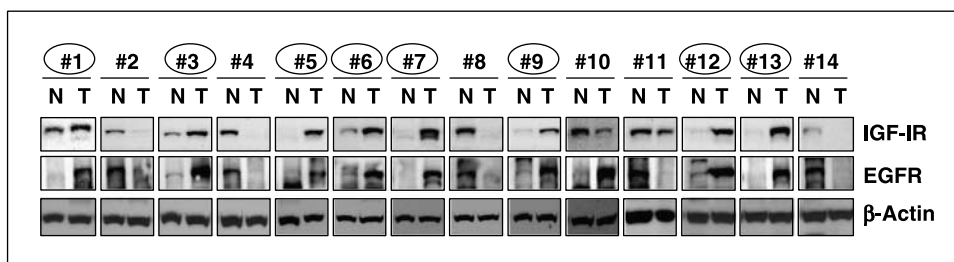 #1 #2 #3 #4 #5 #6 #7 #8 #9 #10 #11 #12 #13 #14
N T N T N T N T N T N T N T N T N T N T N T N T N T N T
IGF-IR
EGFR
β-Actin